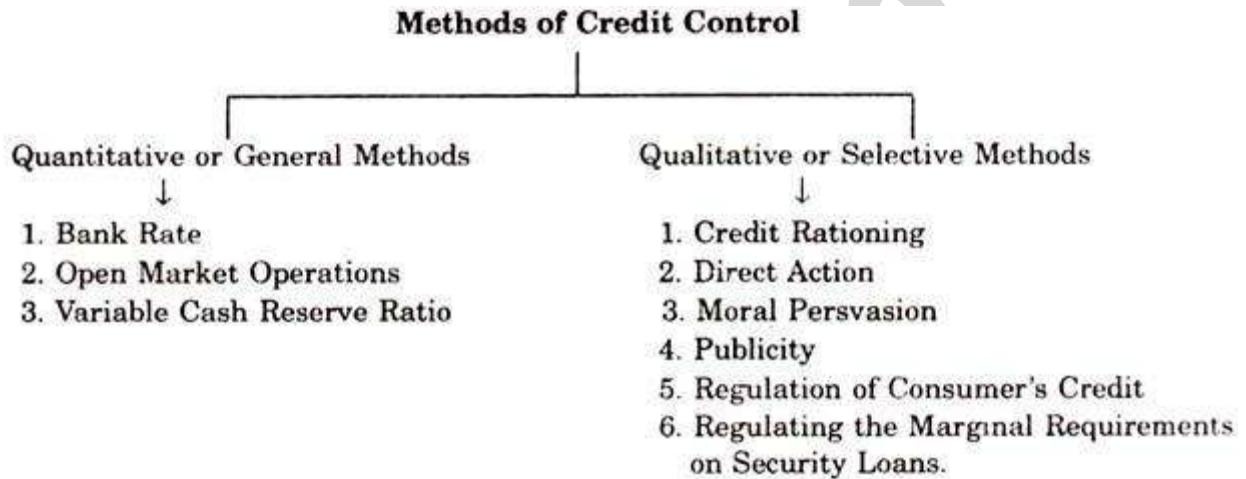 Methods of Credit Control
Quantitative or General Methods
↓
1. Bank Rate
2. Open Market Operations
3. Variable Cash Reserve Ratio
Qualitative or Selective Methods
↓
1. Credit Rationing
2. Direct Action
3. Moral Persvasion
4. Publicity
5. Regulation of Consumer's Credit
6. Regulating the Marginal Requirements
on Security Loans.